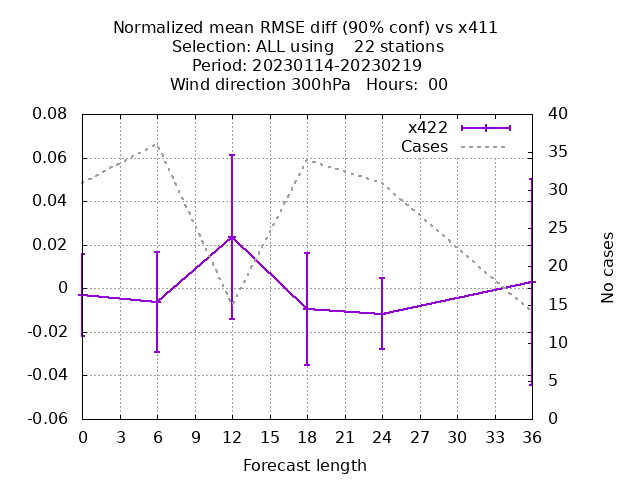 Normalized mean RMSE diff (90% conf) vs x411
Selection: ALL using    22 stations
Period: 20230114-20230219
Wind direction 300hPa   Hours:  00
x422
Cases
0.08
0.06
0.04
0.02
0
-0.02
-0.04
-0.06
40
35
30
25
20
15
10
5
0
No cases
0 3 6 9 12 15 18 21 24 27 30 33 36
Forecast length